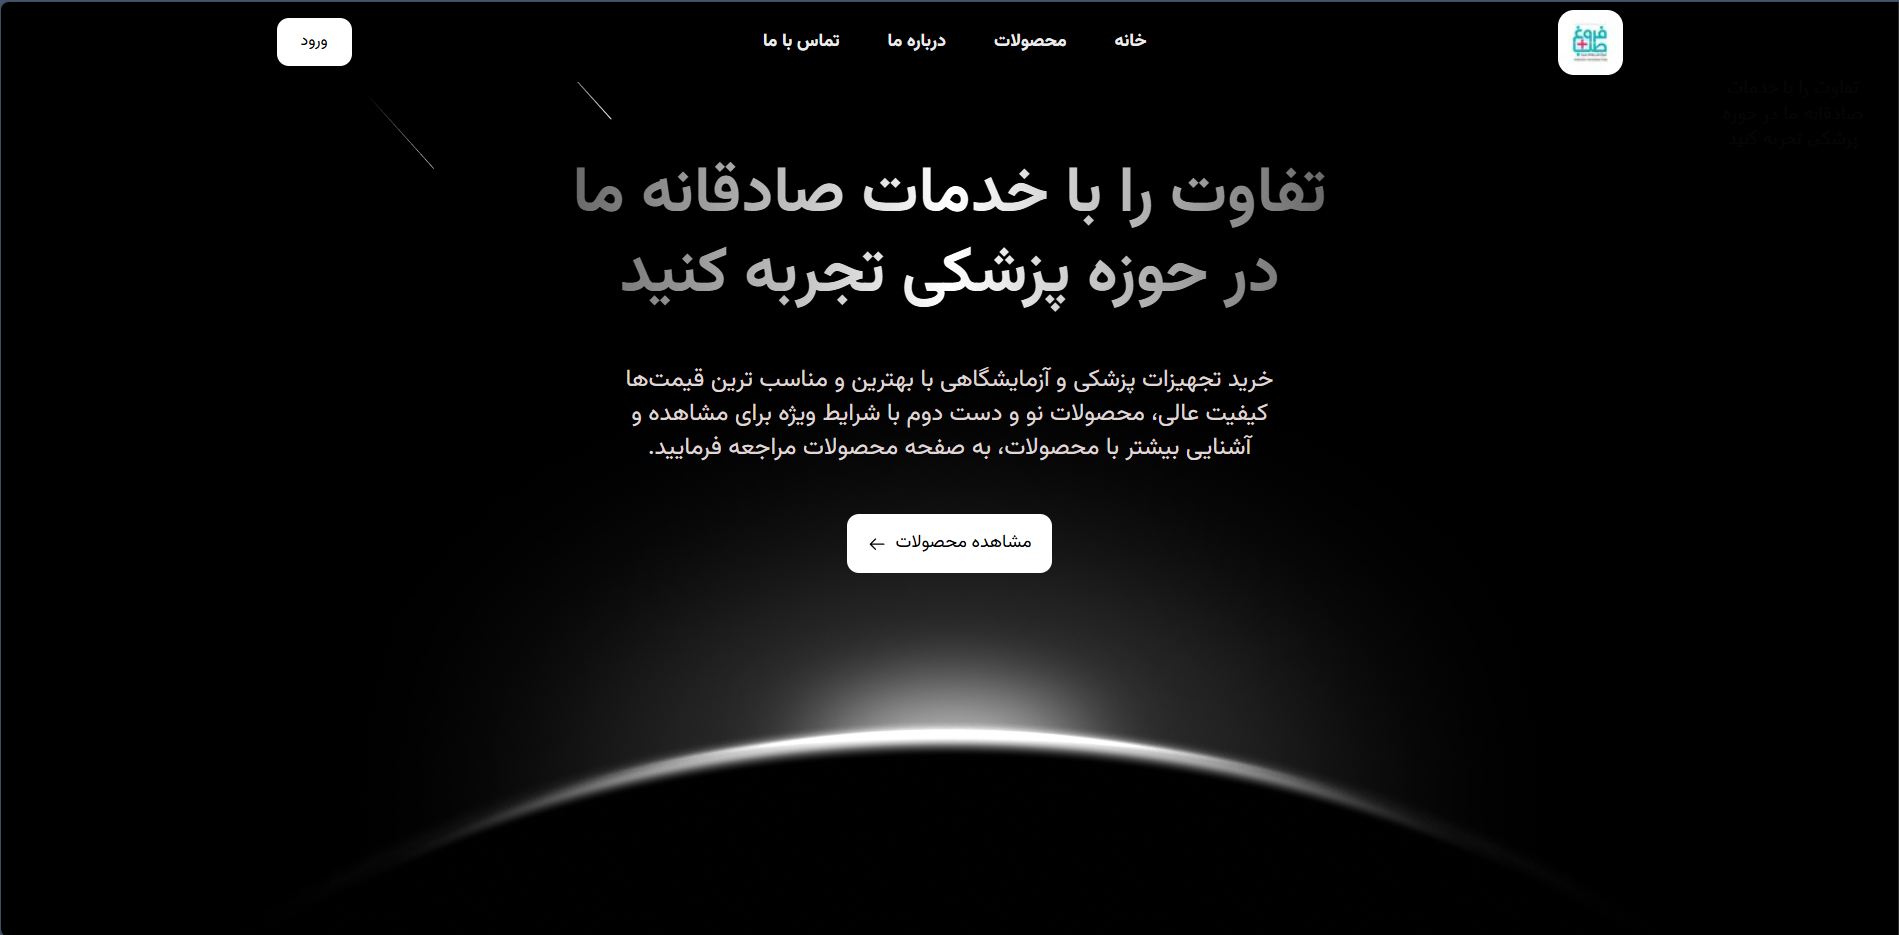 فروغ طب
خانه
محصولات
درباره ما
تماس با ما
ورود
تفاوت را با خدمات
صادقانه ما در حوزه
پزشکی تجربه کنید
تفاوت را با خدمات صادقانه ما
در حوزه پزشکی تجربه کنید
خرید تجهیزات پزشکی و آزمایشگاهی با بهترین و مناسب ترین قیمت‌ها
کیفیت عالی، محصولات نو و دست دوم با شرایط ویژه برای مشاهده و
آشنایی بیشتر با محصولات، به صفحه محصولات مراجعه فرمایید.
مشاهده محصولات ←